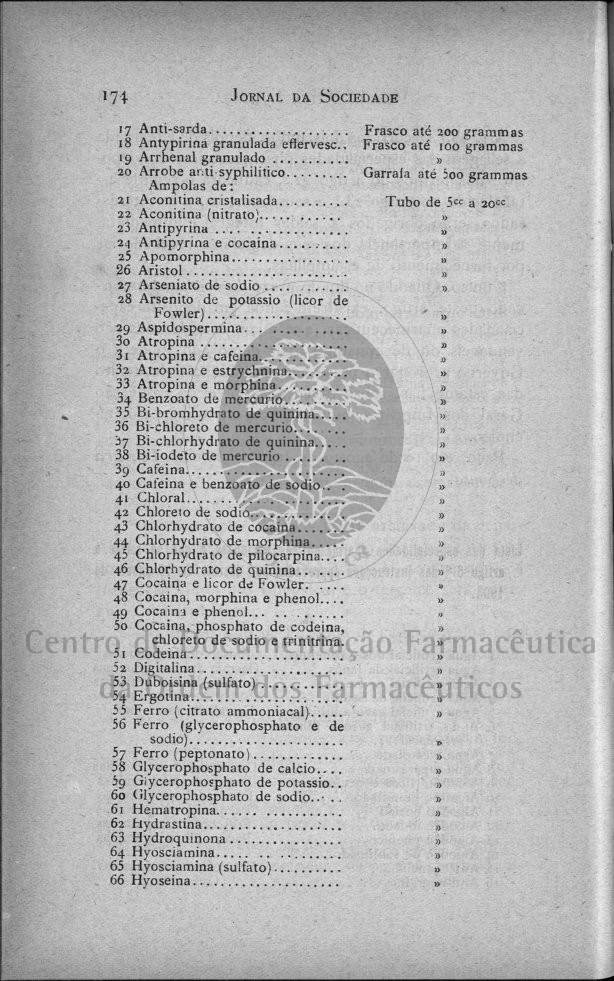 174 JORNAL DA SOCIEDADE
17 Anti-sarda................... Frasco até 200 grammas
18 Antypirina granulada effervesc.. Frasco até 100 grammas
19 Arrhenal granulado ........... »
20 Arrobe anti-syphilitico......... Garrafa até 500 grammas
Ampolas de:
21 Aconitina cristalisada.......... Tubo de 5cc a 20cc
22 Aconitina (nitrato)............ »
23 Antipyrina .................. »
24 Antipyrina e cocaina .......... »
25 Apomorphina................. »
26 Aristol....................... »
27 Arseniato de sodio ............ »
28 Arsenito de potassio (licor de
Fowler).................... »
29 Aspidospermina............... »
30 Atropina ..................... »
31 Atropina e cafeina............. »
32 Atropina e estrychnina......... »
33 Atropina e morphina........... »
34 Benzoato de mercurio.......... »
35 Bi-bromhydrato de quinina..... »
36 Bi-chloreto de mercurio........ »
37 Bi-chlorhydrato de quinina..... »
38 Bi-iodeto de mercurio ......... »
39 Cafeina....................... »
40 Cafeina e benzoato de sodio.... »
41 Chloral....................... »
42 Chloreto de sodio.............. »
43 Chlorhydrato de cocaina....... »
44 Chlorhydrato de morphina..... »
45 Chlorhydrato de pilocarpina.... »
46 Chlorhydrato de quinina....... »
47 Cocaina e licor de Fowler...... »
48 Cocaina, morphina e phenol.... »
49 Cocaina e phenol.............. »
50 Cocaina, phosphato de codeina,
chloreto de sodio e trinitrina. »
51 Codeina...................... »
52 Digitalina..................... »
53 Duboisina (sulfato)............ »
54 Ergotina...................... »
55 Ferro (citrato ammoniacal)..... »
56 Ferro (glycerophosphato e de
sodio)...................... »
57 Ferro (peptonato)............. »
58 Glycerophosphato de calcio.... »
59 Glycerophosphato de potassio.. »
60 Glycerophosphato de sodio..... »
61 Hematropina.................. »
62 Hydrastina.................... »
63 Hydroquinona ................ »
64 Hyosciamina.................. »
65 Hyosciamina (sulfato).......... »
66 Hyoseina..................... »
Centro de Documentação Farmacêutica
da Ordem dos Farmacêuticos